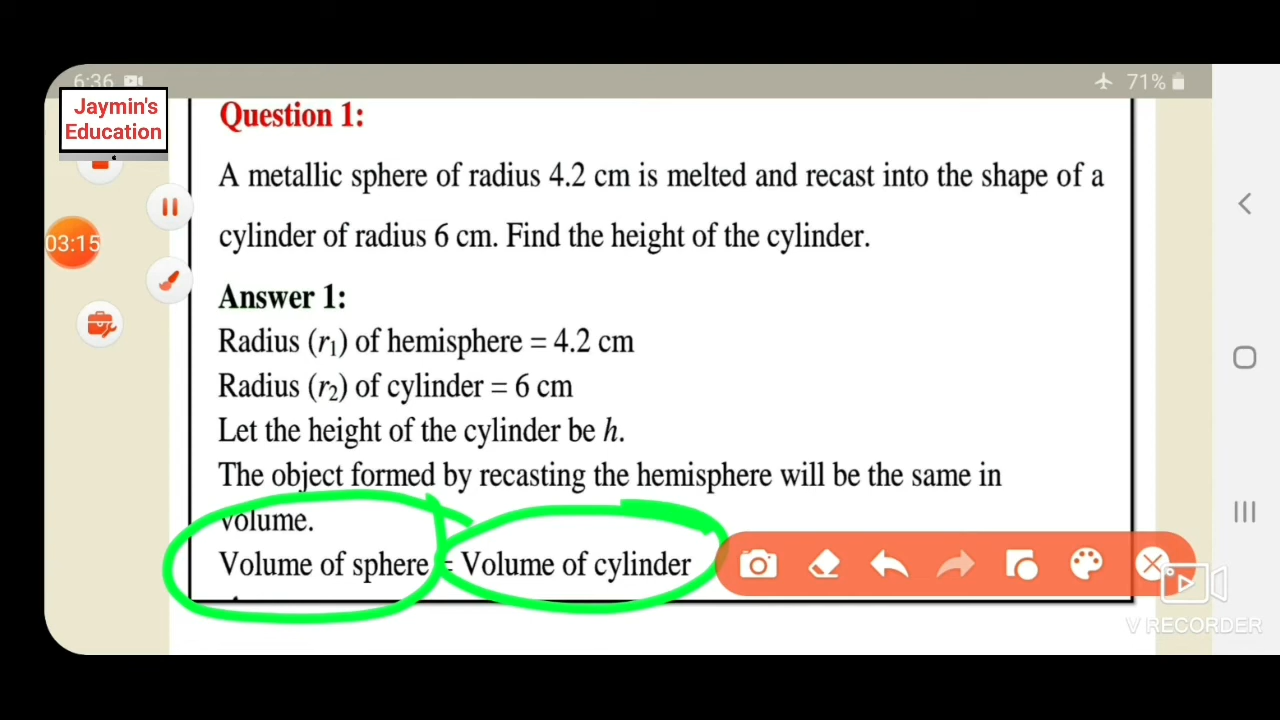 6:36
71%
Jaymin's
Education
03:15
Question 1:
A metallic sphere of radius 4.2 cm is melted and recast into the shape of a
cylinder of radius 6 cm. Find the height of the cylinder.
Answer 1:
Radius (r₁) of hemisphere = 4.2 cm
Radius (r₂) of cylinder = 6 cm
Let the height of the cylinder be h.
The object formed by recasting the hemisphere will be the same in
volume.
Volume of sphere = Volume of cylinder
V RECORDER